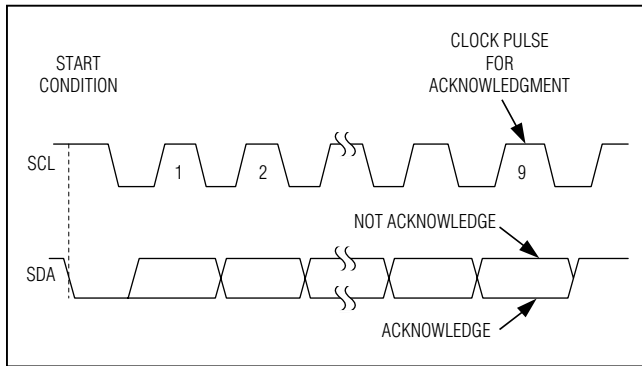 START
CONDITION
CLOCK PULSE
FOR
ACKNOWLEDGMENT
SCL
1
2
9
NOT ACKNOWLEDGE
SDA
ACKNOWLEDGE